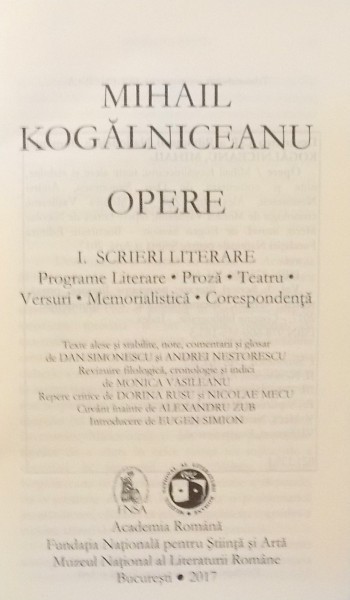 MIHAIL
KOGĂLNICEANU
OPERE
I. SCRIERI LITERARE
Programe Literare • Proză • Teatru •
Versuri • Memorialistică • Corespondență
Texte alese și stabilite, note, comentarii și glosar
de DAN SIMONESCU și ANDREI NESTORESCU
Revizuire filologică, cronologie și indici
de MONICA VASILEANU
Repere critice de DORINA RUSU și NICOLAE MECU
Cuvânt înainte de ALEXANDRU ZUB
Introducere de EUGEN SIMION
FNSA
Academia Română
Fundația Națională pentru Știință și Artă
Muzeul Național al Literaturii Române
București • 2017